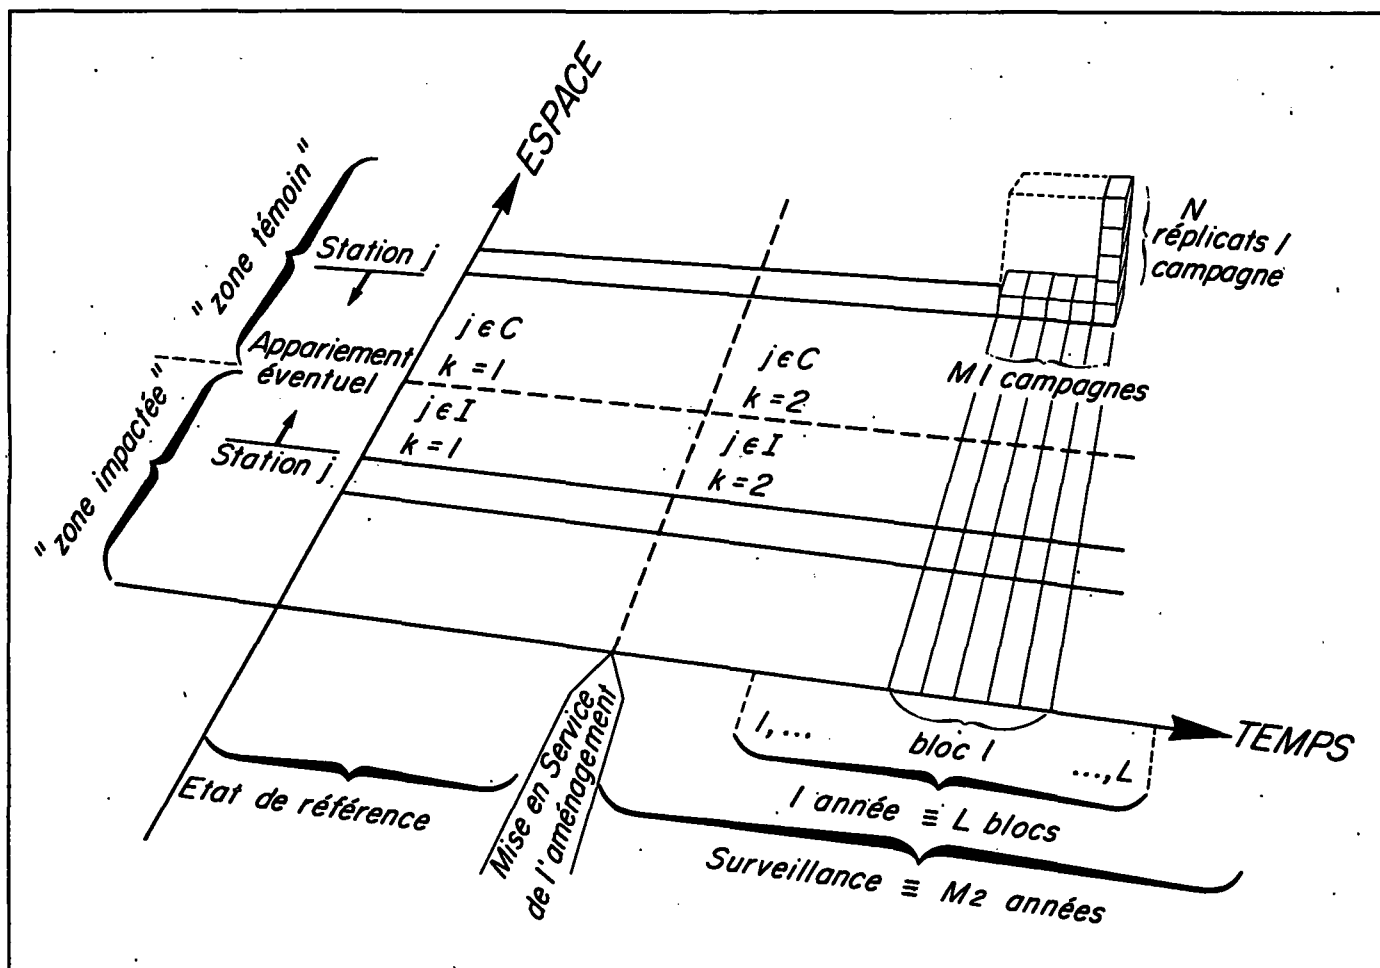 ESPACE
" zone témoin "
Station j
Appariement
éventuel
Station j
" zone impactée "
j ϵ C
k = 1
j ϵ I
k = 1
j ϵ C
k = 2
j ϵ I
k = 2
N
réplicats /
campagne
M1 campagnes
TEMPS
1, ...
bloc l
..., L
1 année ≡ L blocs
Surveillance ≡ M2 années
Etat de référence
Mise en Service
de l'aménagement